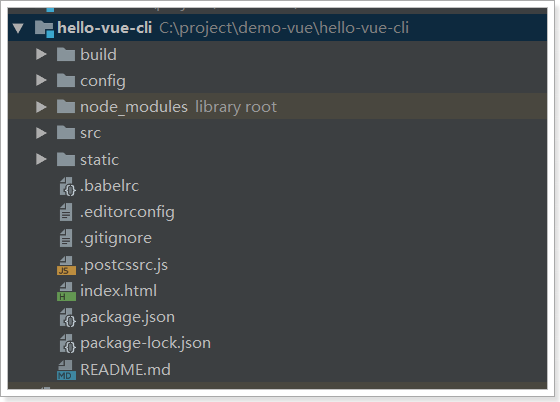 hello-vue-cli C:\project\demo-vue\hello-vue-cli
build
config
node_modules library root
src
static
.babelrc
.editorconfig
.gitignore
.postcssrc.js
index.html
package.json
package-lock.json
README.md